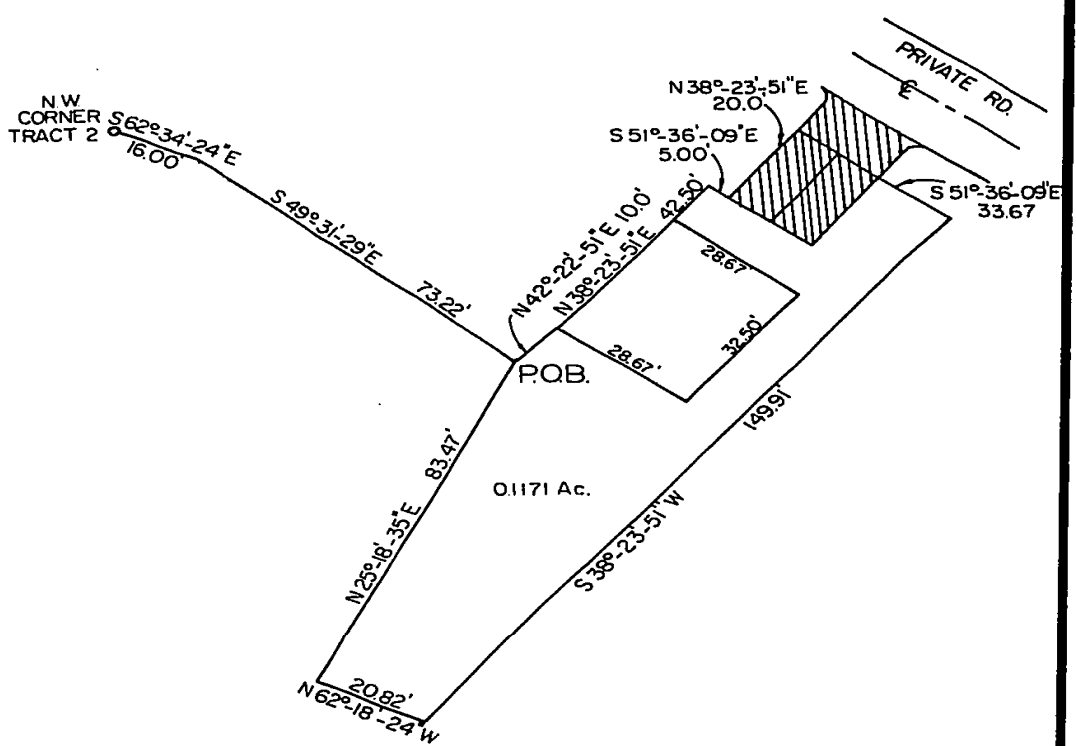 PRIVATE RD.
℄
N.W.
CORNER
TRACT 2
S 62°-34'-24" E
16.00'
S 49°-31'-29" E
73.22'
N 38°-23'-51" E
20.0
S 51°-36'-09" E
5.00'
S 51°-36'-09" E
33.67
N 42°-22'-51" E 10.0'
N 38°-23'-51" E 42.50'
28.67'
32.50'
28.67'
P.O.B.
149.91'
S 38°-23'-51" W
0.1171 Ac.
83.47'
N 25°-18'-35" E
20.82'
N 62°-18'-24" W